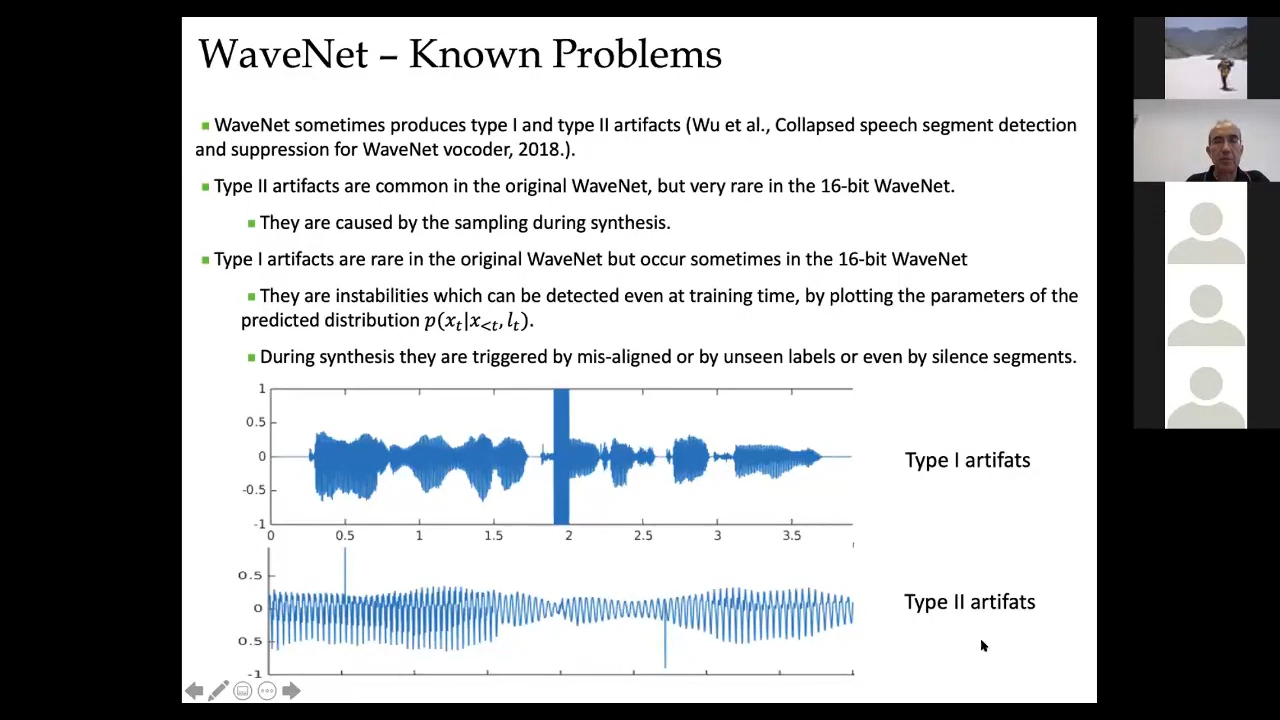 WaveNet – Known Problems
WaveNet sometimes produces type I and type II artifacts (Wu et al., Collapsed speech segment detection
and suppression for WaveNet vocoder, 2018.).
Type II artifacts are common in the original WaveNet, but very rare in the 16-bit WaveNet.
They are caused by the sampling during synthesis.
Type I artifacts are rare in the original WaveNet but occur sometimes in the 16-bit WaveNet
They are instabilities which can be detected even at training time, by plotting the parameters of the
predicted distribution p(x_t|x_{<t}, l_t).
During synthesis they are triggered by mis-aligned or by unseen labels or even by silence segments.
1
0.5
0
-0.5
-1
0 0.5 1 1.5 2 2.5 3 3.5
Type I artifats
0.5
0
0.5
-1
Type II artifats